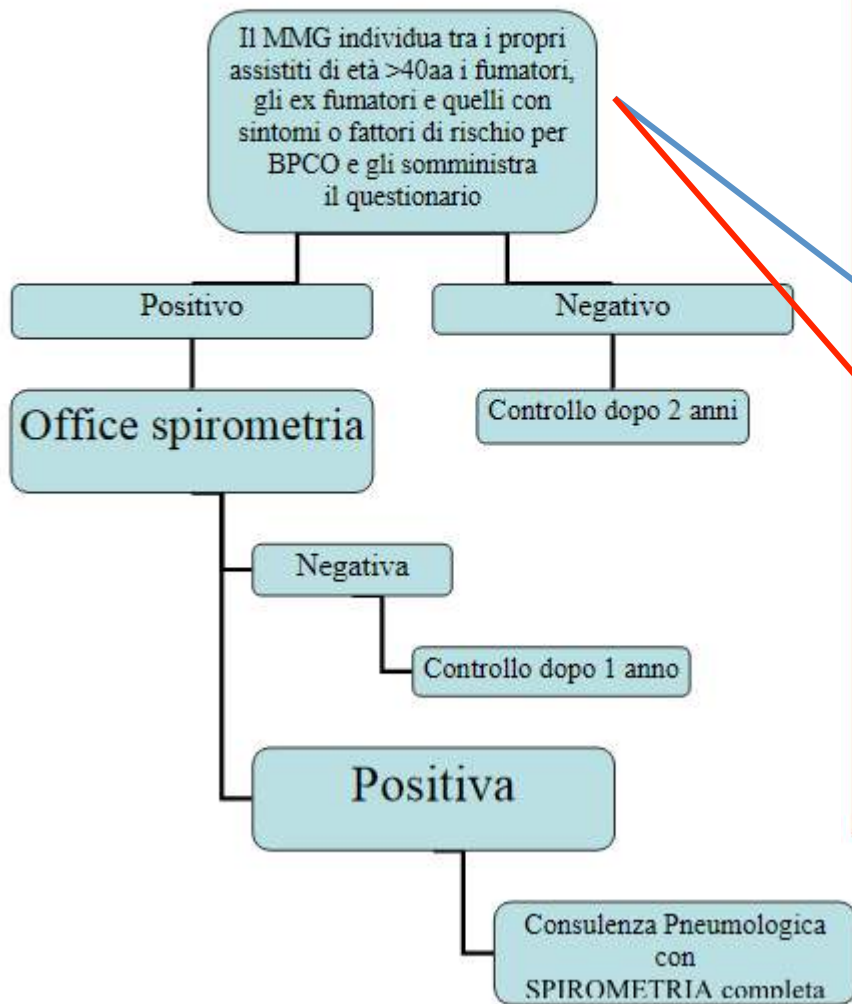 Il MMG individua tra i propri
assistiti di età >40aa i fumatori,
gli ex fumatori e quelli con
sintomi o fattori di rischio per
BPCO e gli somministra
il questionario
Positivo
Negativo
Office spirometria
Controllo dopo 2 anni
Negativa
Controllo dopo 1 anno
Positiva
Consulenza Pneumologica
con
SPIROMETRIA completa